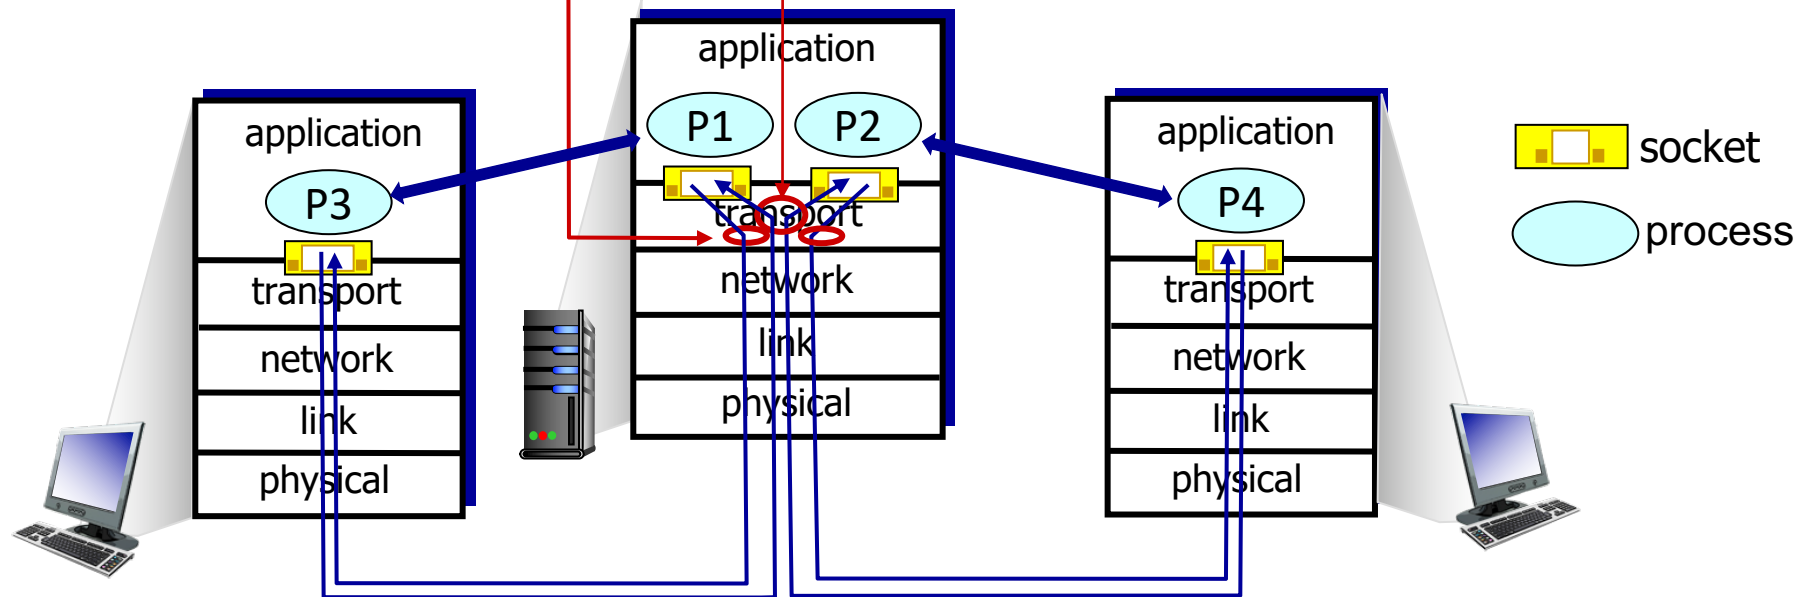 application
P3
transport
network
link
physical
application
P1
P2
transport
network
link
physical
application
P4
transport
network
link
physical
socket
process